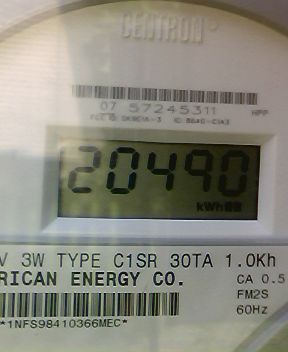 CENTRON®
07 57245311 HPP
20490
kWh
V 3W TYPE C1SR 30TA 1.0Kh
RICAN ENERGY CO. CA 0.5
FM2S
60Hz
*1NFS98410366MEC*